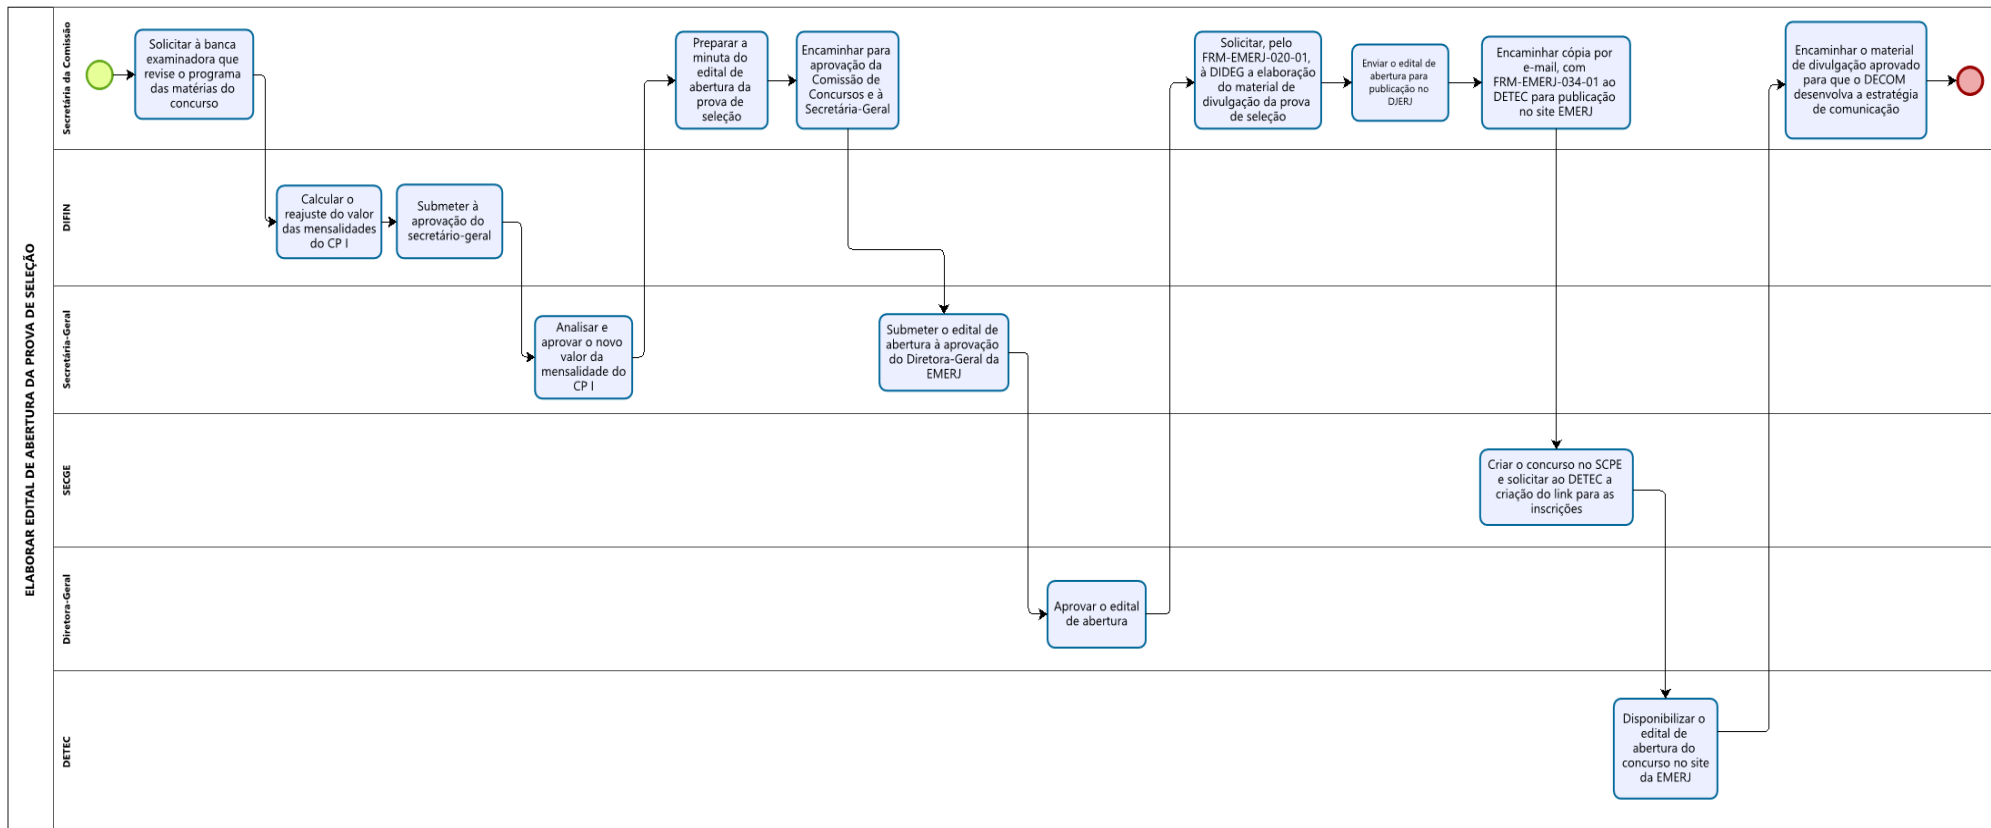 ELABORAR EDITAL DE ABERTURA DA PROVA DE SELEÇÃO
Secretária da Comissão
Solicitar à banca
examinadora que
revise o programa
das matérias do
concurso
Preparar a
minuta do
edital de
abertura da
prova de
seleção
Encaminhar para
aprovação da
Comissão de
Concursos e à
Secretária-Geral
Solicitar, pelo
FRM-EMERJ-020-01,
à DIDEG a elaboração
do material de
divulgação da prova
de seleção
Enviar o edital de
abertura para
publicação no
DJERJ
Encaminhar cópia por
e-mail, com
FRM-EMERJ-034-01 ao
DETEC para publicação
no site EMERJ
Encaminhar o material
de divulgação aprovado
para que o DECOM
desenvolva a estratégia
de comunicação
DIFIN
Calcular o
reajuste do valor
das mensalidades
do CP I
Submeter à
aprovação do
secretário-geral
Secretária-Geral
Analisar e
aprovar o novo
valor da
mensalidade do
CP I
Submeter o edital de
abertura à aprovação
do Diretora-Geral da
EMERJ
SECGE
Criar o concurso no SCPE
e solicitar ao DETEC a
criação do link para as
inscrições
Diretora-Geral
Aprovar o edital
de abertura
DETEC
Disponibilizar o
edital de
abertura do
concurso no site
da EMERJ